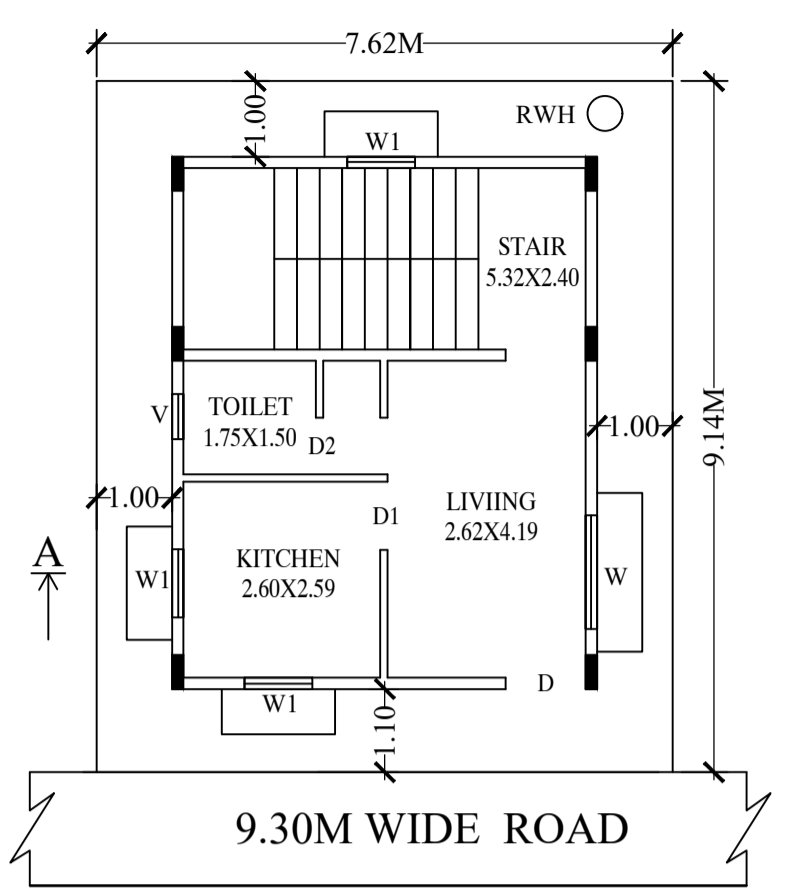 7.62M
1.00
RWH
W1
STAIR
5.32X2.40
V
TOILET
1.75X1.50
D2
1.00
9.14M
1.00
LIVIING
2.62X4.19
D1
KITCHEN
2.60X2.59
A
W1
W
W1
D
1.10
9.30M WIDE ROAD